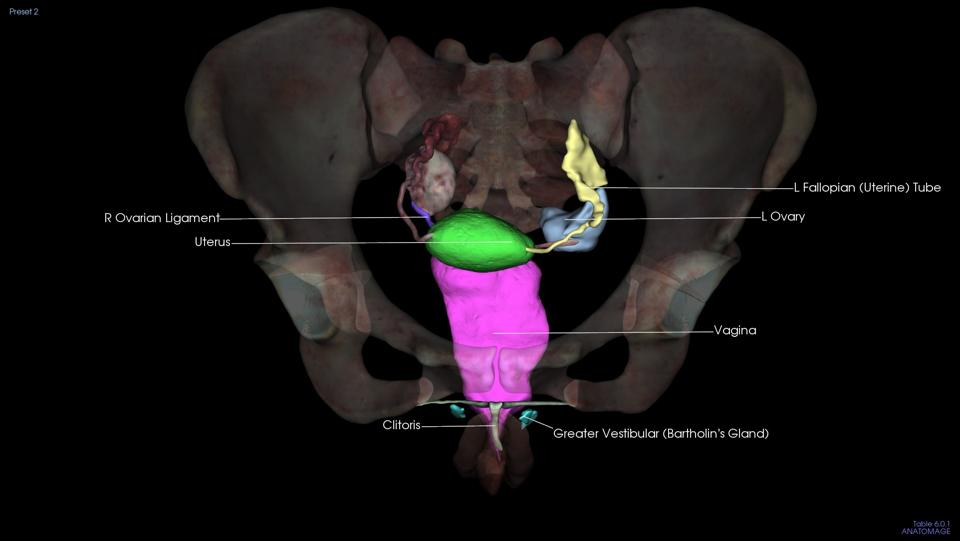 Preset 2
L Fallopian (Uterine) Tube
R Ovarian Ligament
L Ovary
Uterus
Vagina
Clitoris
Greater Vestibular (Bartholin's Gland)
Table 6.0.1
ANATOMAGE